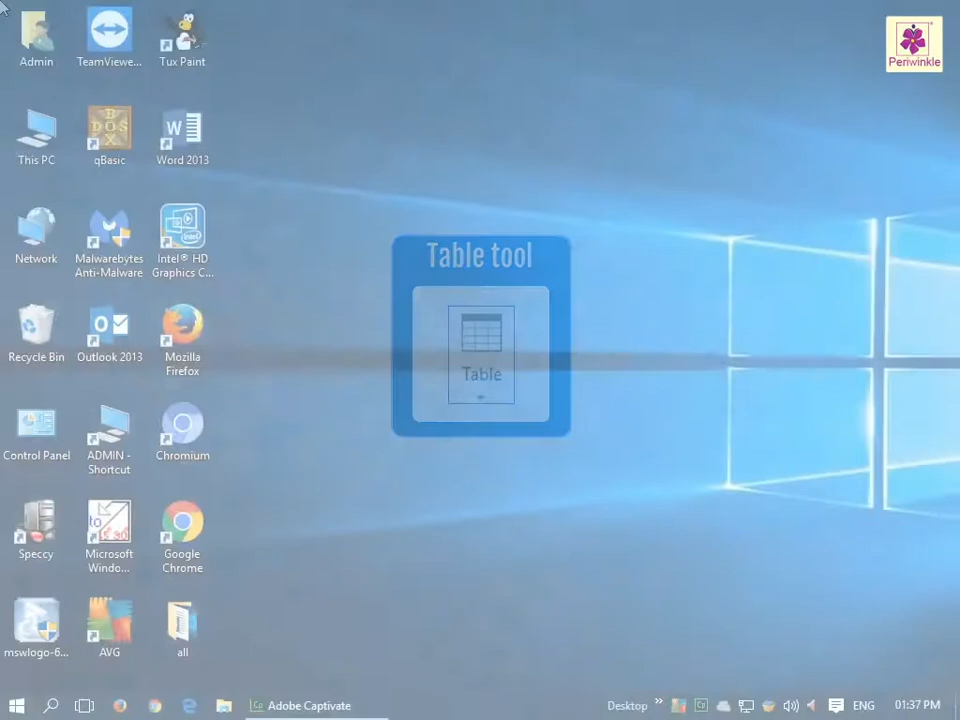 Admin
TeamViewe...
Tux Paint
Periwinkle
This PC
qBasic
Word 2013
Network
Malwarebytes
Anti-Malware
Intel® HD
Graphics C...
Table tool
Table
Recycle Bin
Outlook 2013
Mozilla
Firefox
Control Panel
ADMIN -
Shortcut
Chromium
Speccy
Microsoft
Windo...
Google
Chrome
mswlogo-6...
AVG
all
Adobe Captivate
Desktop
ENG
01:37 PM